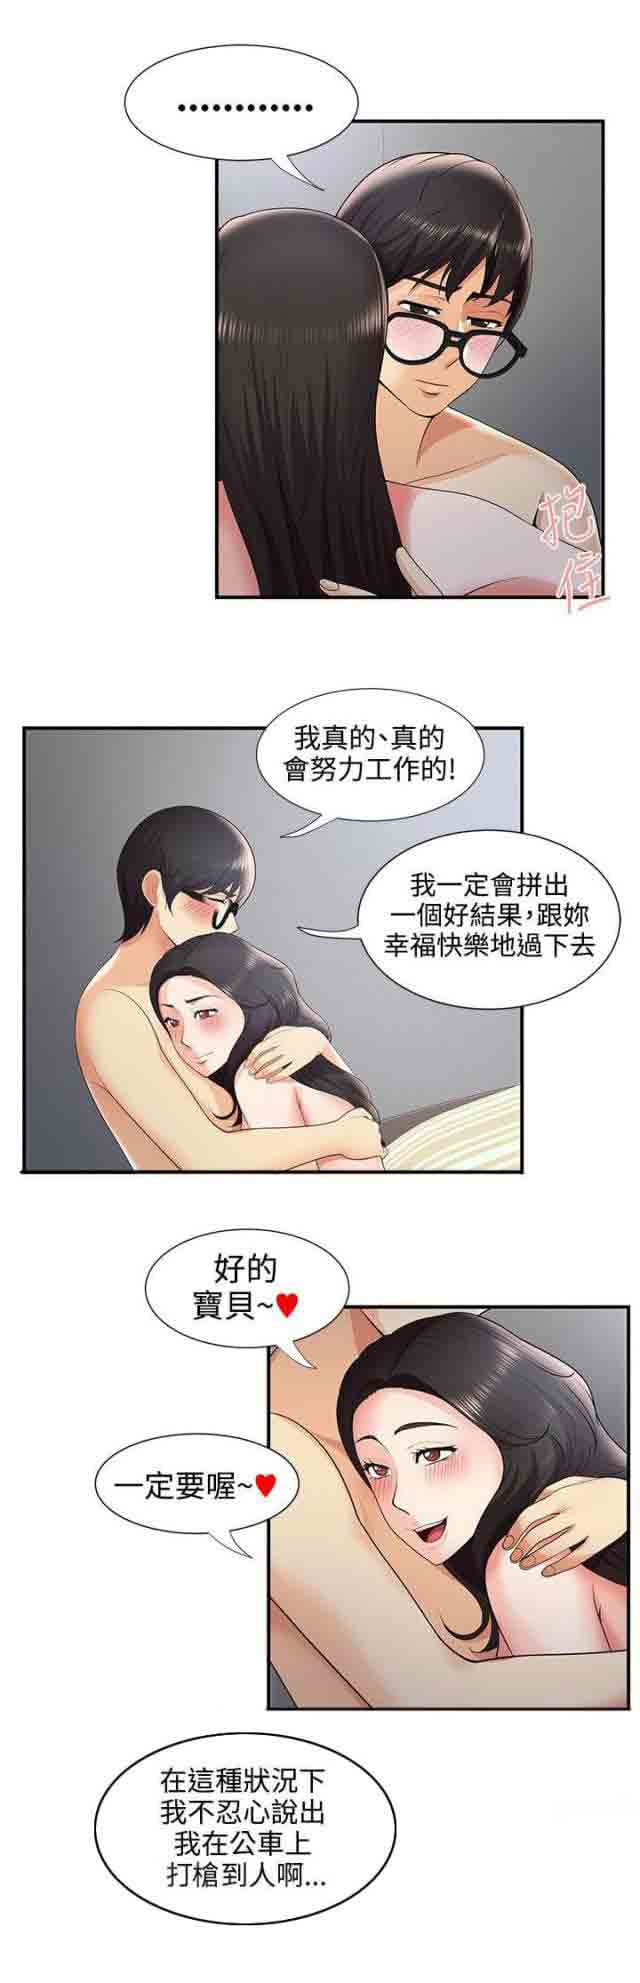 ............
抱
住
我真的、真的
會努力工作的!
我一定會拼出
一個好結果,跟妳
幸福快樂地過下去
好的
寶貝~♥
一定要喔~♥
在這種狀況下
我不忍心說出
我在公車上
打槍到人啊...